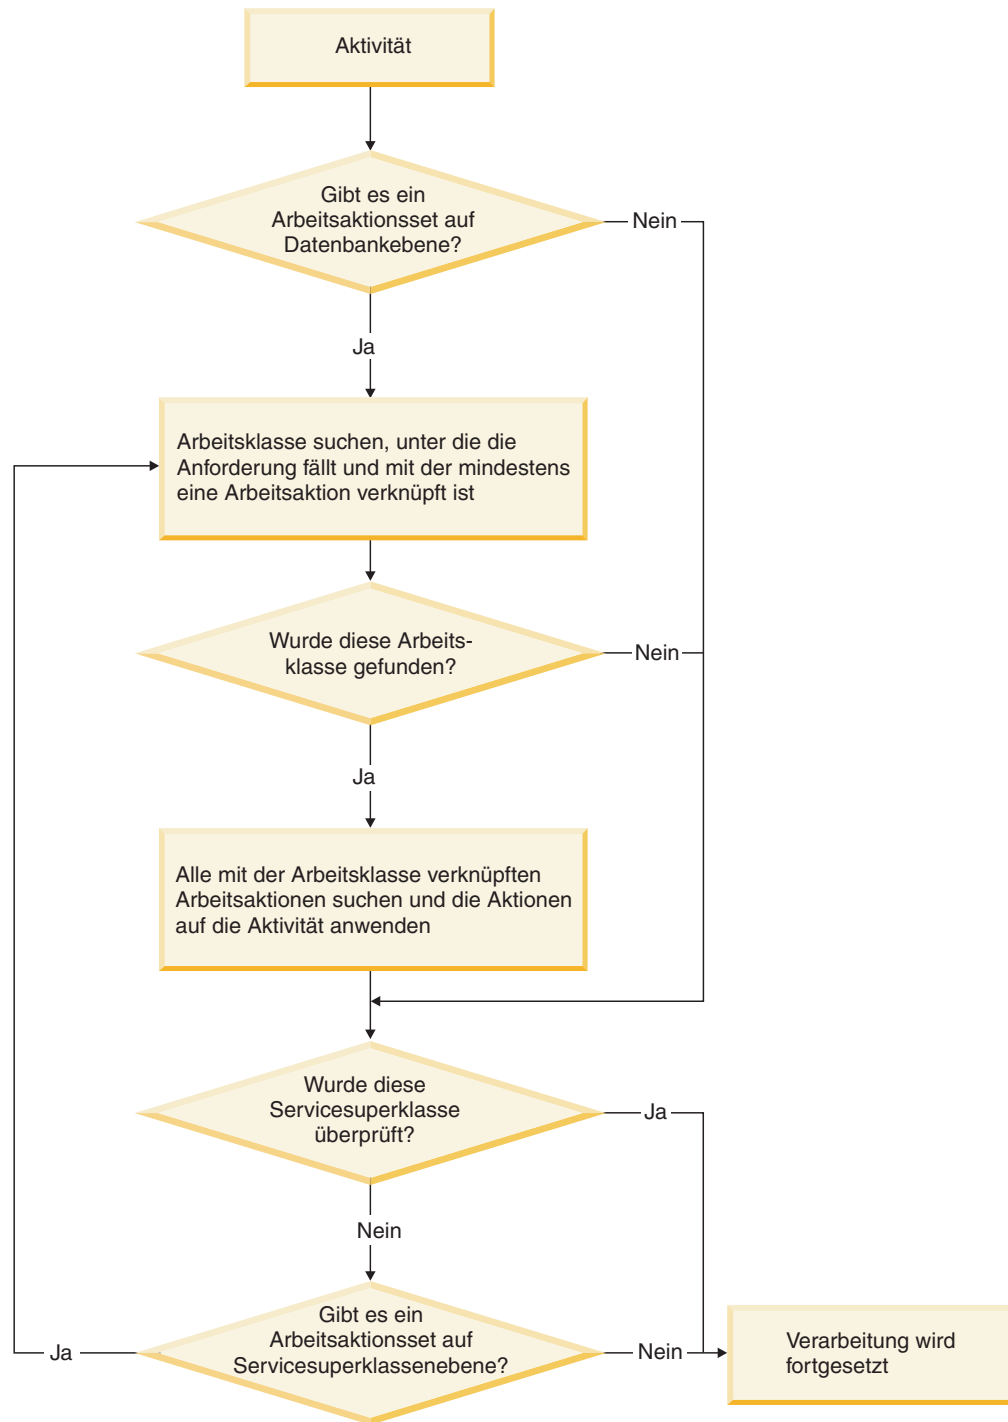 Aktivität
Gibt es ein
Arbeitsaktionsset auf
Datenbankebene?
Nein
Ja
Arbeitsklasse suchen, unter die die
Anforderung fällt und mit der mindestens
eine Arbeitsaktion verknüpft ist
Wurde diese Arbeits-
klasse gefunden?
Nein
Ja
Alle mit der Arbeitsklasse verknüpften
Arbeitsaktionen suchen und die Aktionen
auf die Aktivität anwenden
Wurde diese
Servicesuperklasse
überprüft?
Ja
Nein
Gibt es ein
Arbeitsaktionsset auf
Servicesuperklassenebene?
Ja
Nein
Verarbeitung wird
fortgesetzt